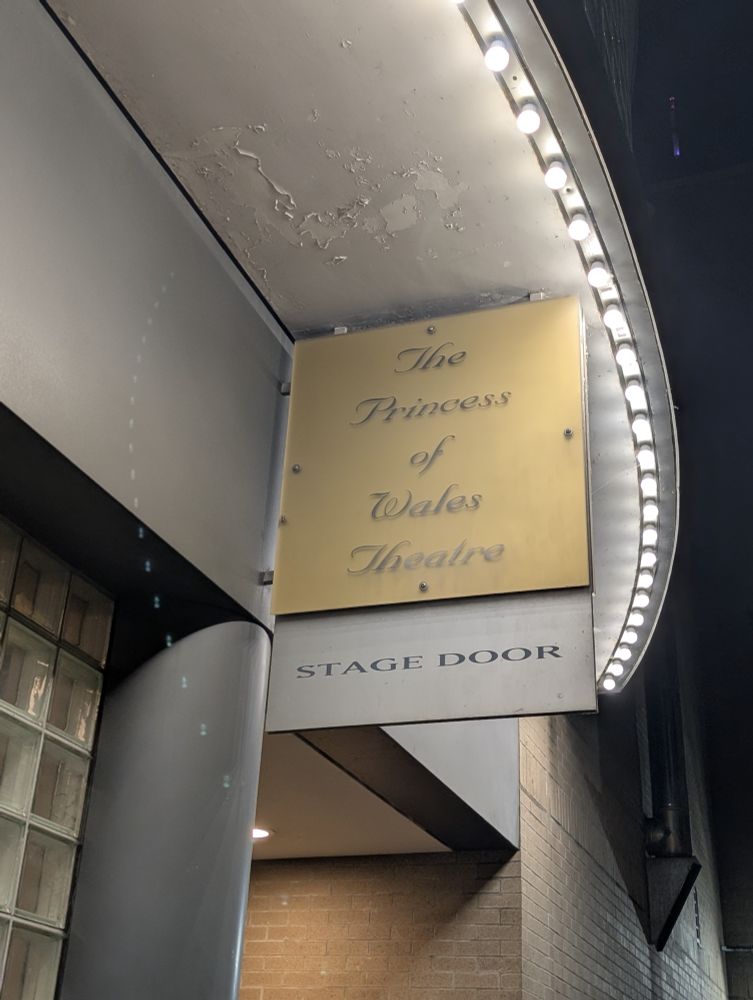 The
Princess
of
Wales
Theatre
STAGE DOOR